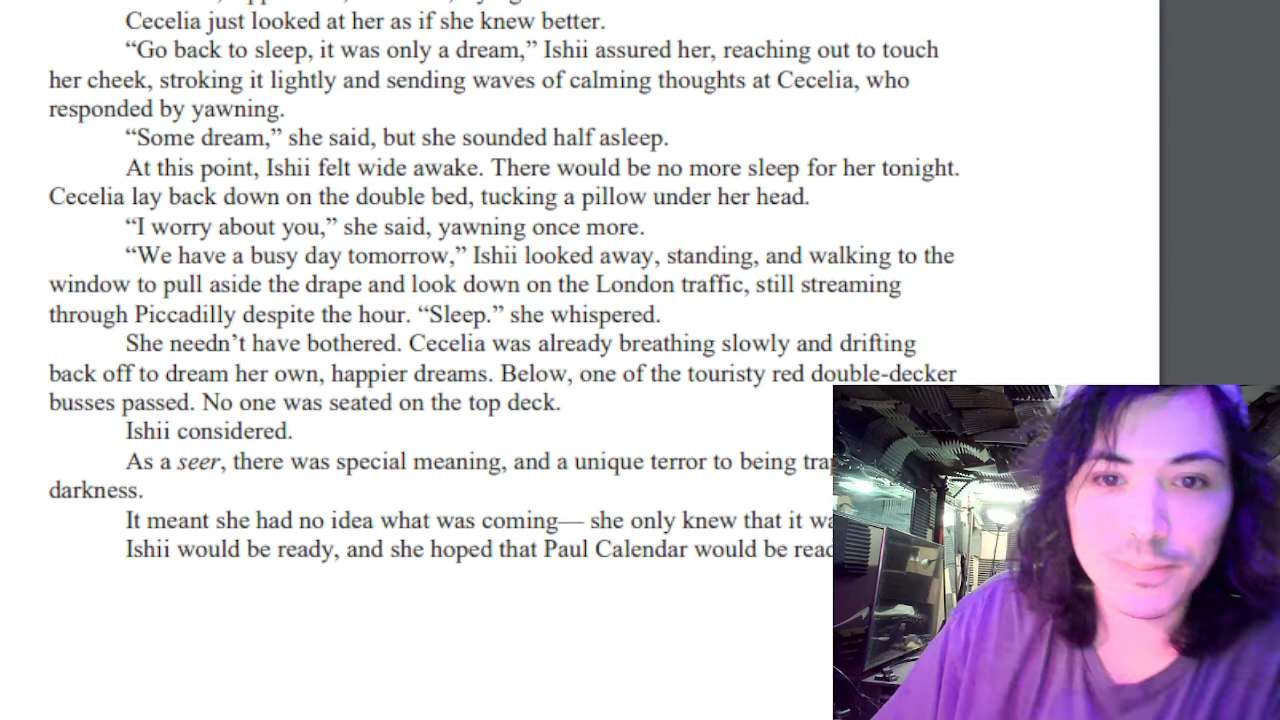 Cecelia just looked at her as if she knew better.
“Go back to sleep, it was only a dream,” Ishii assured her, reaching out to touch
her cheek, stroking it lightly and sending waves of calming thoughts at Cecelia, who
responded by yawning.
“Some dream,” she said, but she sounded half asleep.
At this point, Ishii felt wide awake. There would be no more sleep for her tonight.
Cecelia lay back down on the double bed, tucking a pillow under her head.
“I worry about you,” she said, yawning once more.
“We have a busy day tomorrow,” Ishii looked away, standing, and walking to the
window to pull aside the drape and look down on the London traffic, still streaming
through Piccadilly despite the hour. “Sleep.” she whispered.
She needn’t have bothered. Cecelia was already breathing slowly and drifting
back off to dream her own, happier dreams. Below, one of the touristy red double-decker
busses passed. No one was seated on the top deck.
Ishii considered.
As a seer, there was special meaning, and a unique terror to being
darkness.
It meant she had no idea what was coming— she only knew that it
Ishii would be ready, and she hoped that Paul Calendar would be